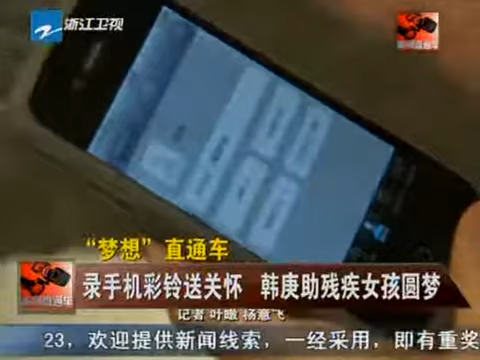 浙江卫视
“梦想”直通车
录手机彩铃送关怀 韩庚助残疾女孩圆梦
记者 叶暾 杨意飞
23，欢迎提供新闻线索，一经采用，即有重奖